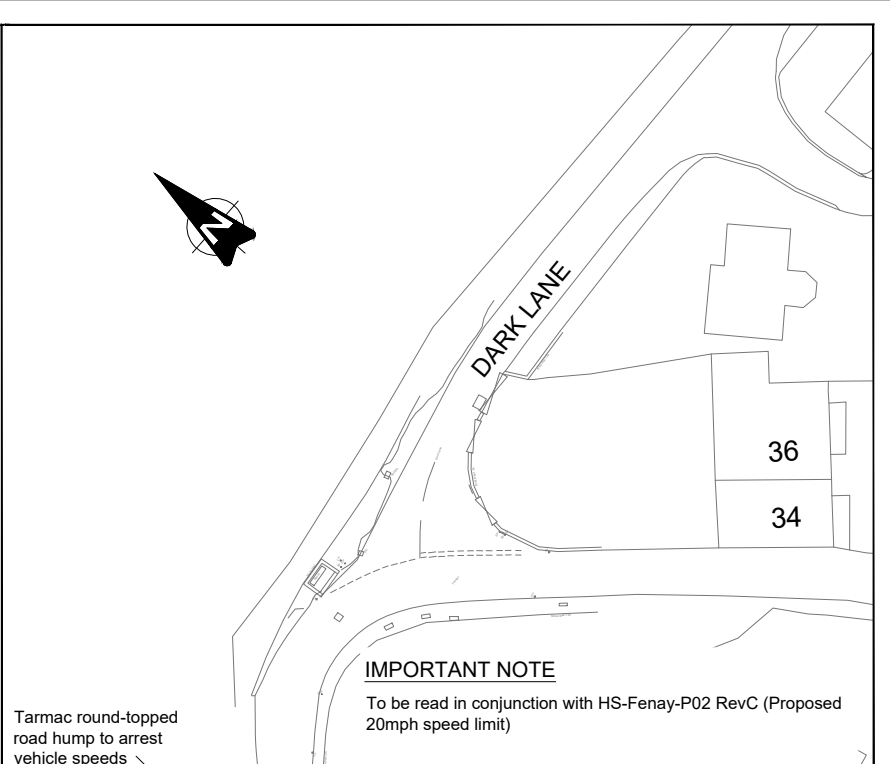 N
DARK LANE
36
34
IMPORTANT NOTE
To be read in conjunction with HS-Fenay-P02 RevC (Proposed
20mph speed limit)
Tarmac round-topped
road hump to arrest
vehicle speeds